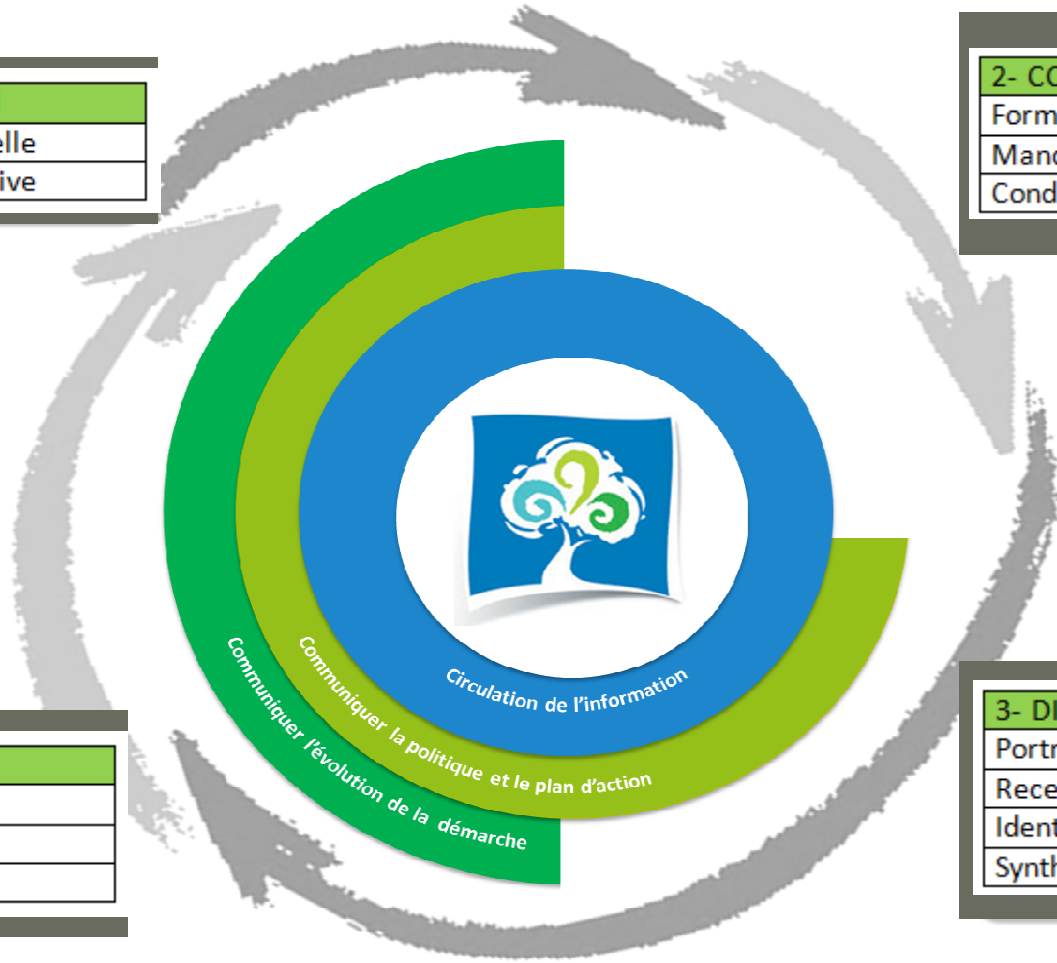 elle
ive
2- CO
Form
Mand
Cond
Circulation de l'information
Communiquer la politique et le plan d'action
Communiquer l'évolution de la démarche
3- DI
Portr
Rece
Ident
Synth